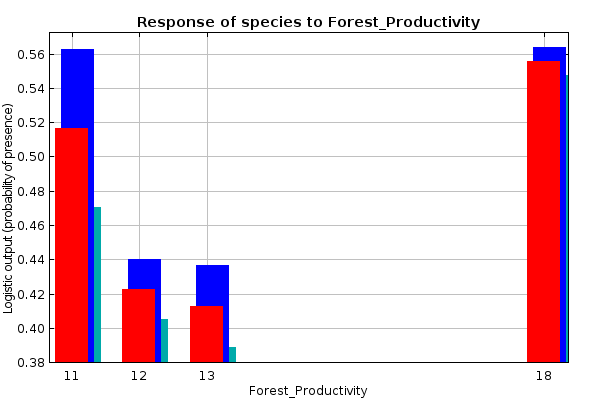 Response of species to Forest_Productivity
Logistic output (probability of presence)
0.56
0.54
0.52
0.50
0.48
0.46
0.44
0.42
0.40
0.38
11 12 13 18
Forest_Productivity